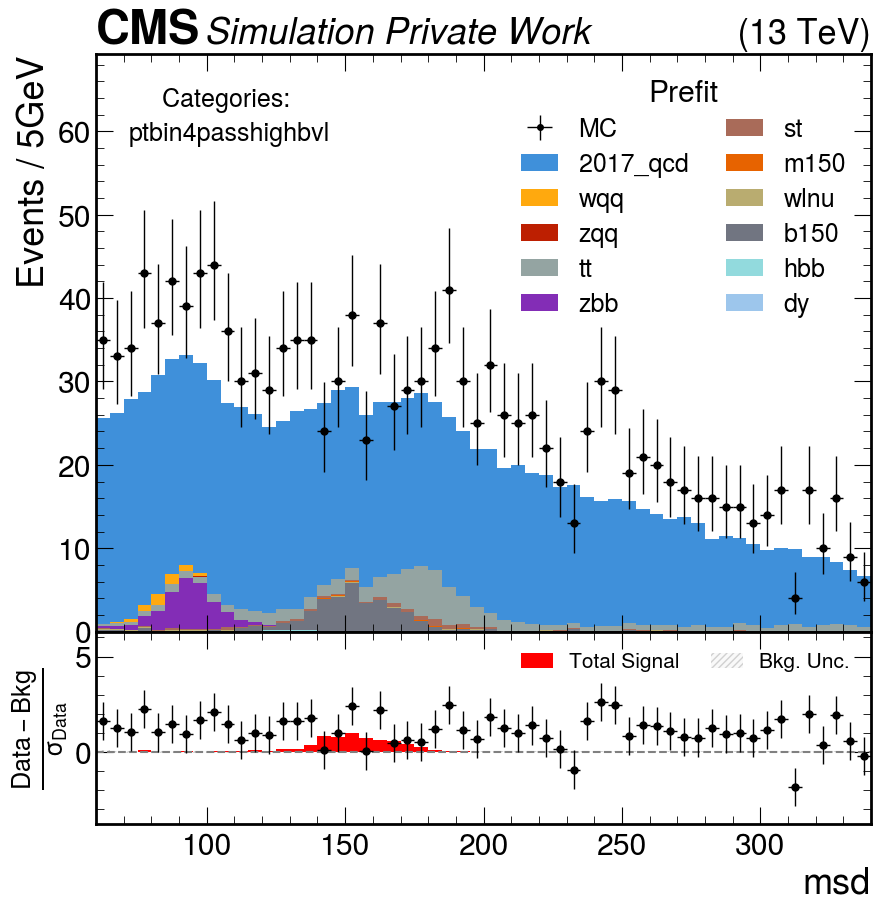 CMS Simulation Private Work (13 TeV)
Events / 5GeV
Categories:
ptbin4passhighbvl
Prefit
MC
2017_qcd
wqq
zqq
tt
zbb
st
m150
wlnu
b150
hbb
dy
60
50
40
30
20
10
0
Total Signal
Bkg. Unc.
Data − Bkg
σData
5
0
100 150 200 250 300
msd